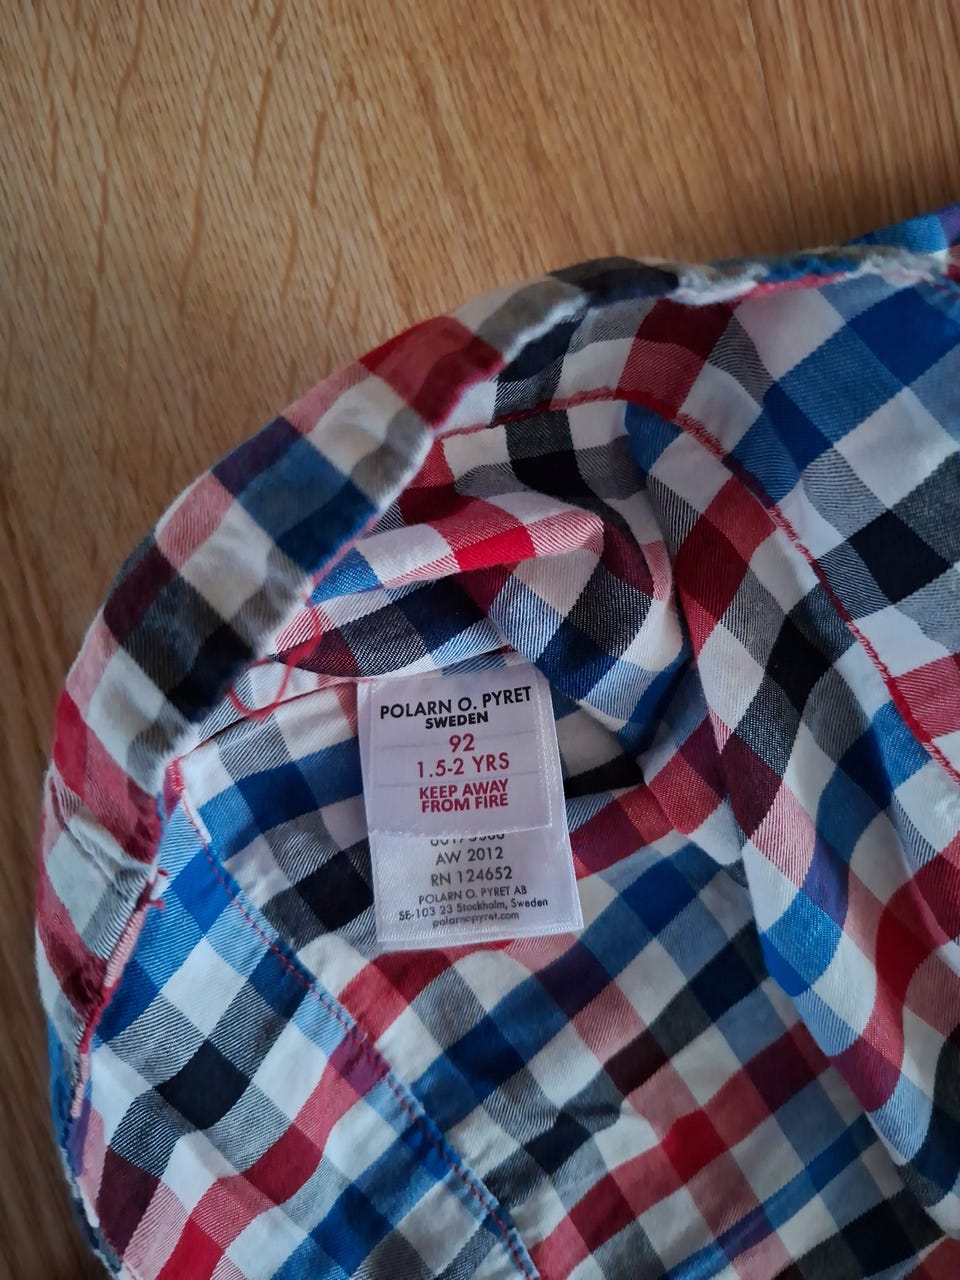 POLARN O. PYRET
SWEDEN
92
1.5-2 YRS
KEEP AWAY
FROM FIRE
AW 2012
RN 124652
POLARN O. PYRET AB
SE-103 23 Stockholm, Sweden
polarnopyret.com